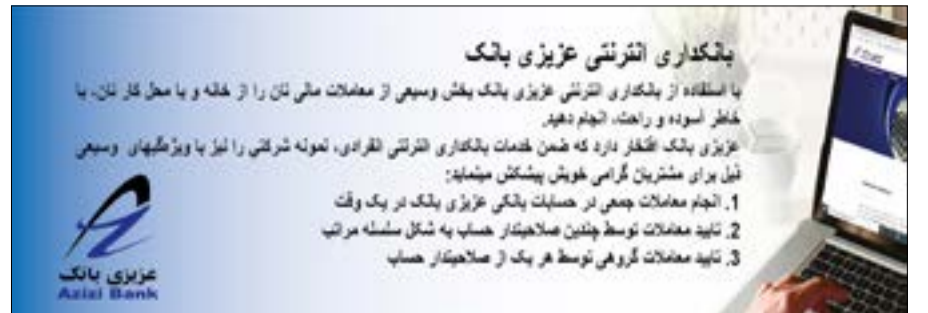 بانکداری انترنتی عزیزی بانک
با استفاده از بانکداری انترنتی عزیزی بانک بخش وسیعی از معاملات مالی تان را از خانه و یا محل کار تان، با
خاطر آسوده و راحت، انجام دهید.
عزیزی بانک افتخار دارد که ضمن خدمات بانکداری انترنتی انفرادی، نمونه شرکتی را نیز با ویژگیهای وسیعی
ذیل برای مشتریان گرامی خویش پیشکش مینماید:
1. انجام معاملات جمعی در حسابات بانکی عزیزی بانک در یک وقت
2. تایید معاملات توسط چندین صلاحیتدار حساب به شکل سلسله مراتب
3. تایید معاملات گروهی توسط هر یک از صلاحیتدار حساب
عزیزی بانک
Azizi Bank